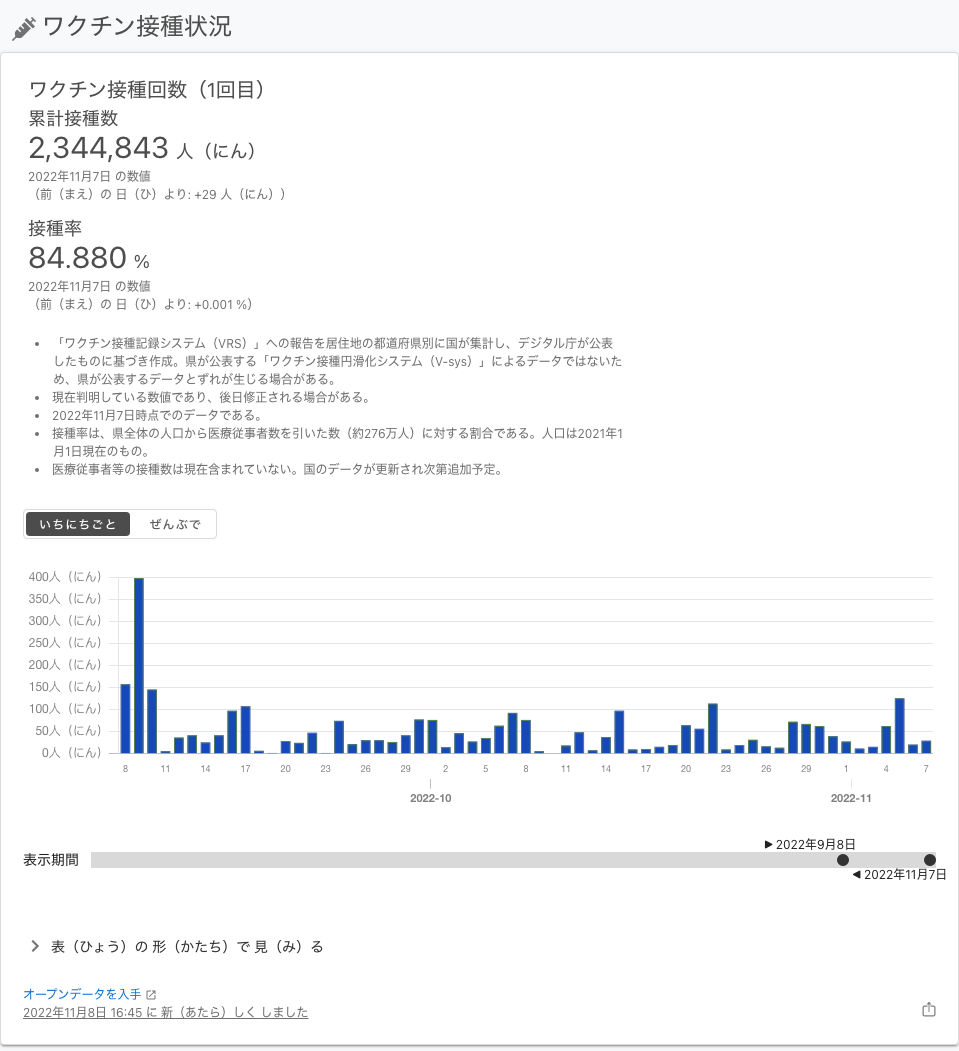 ワクチン接種状況
ワクチン接種回数（1回目）
累計接種数
2,344,843 人（にん）
2022年11月7日 の数値
（前（まえ）の 日（ひ）より: +29 人（にん））
接種率
84.880 %
2022年11月7日 の数値
（前（まえ）の 日（ひ）より: +0.001 %）
• 「ワクチン接種記録システム（VRS）」への報告を居住地の都道府県別に国が集計し、デジタル庁が公表
したものに基づき作成。県が公表する「ワクチン接種円滑化システム（V-sys）」によるデータではないた
め、県が公表するデータとずれが生じる場合がある。
• 現在判明している数値であり、後日修正される場合がある。
• 2022年11月7日時点でのデータである。
• 接種率は、県全体の人口から医療従事者数を引いた数（約276万人）に対する割合である。人口は2021年1
月1日現在のもの。
• 医療従事者等の接種数は現在含まれていない。国のデータが更新され次第追加予定。
いちにちごと ぜんぶで
400人（にん）
350人（にん）
300人（にん）
250人（にん）
200人（にん）
150人（にん）
100人（にん）
50人（にん）
0人（にん）
8 11 14 17 20 23 26 29 2 5 8 11 14 17 20 23 26 29 1 4 7
2022-10 2022-11
▶ 2022年9月8日
表示期間
◀ 2022年11月7日
表（ひょう）の 形（かたち）で 見（み）る
オープンデータを入手
2022年11月8日 16:45 に 新（あたら）しく しました